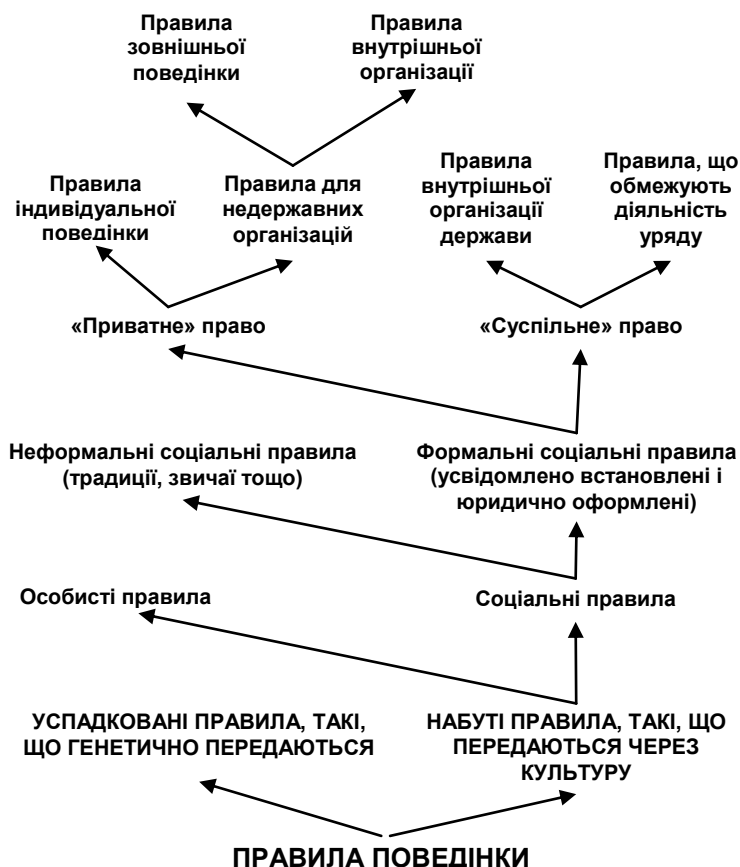 Правила
зовнішньої
поведінки
Правила
внутрішньої
організації
Правила
індивідуальної
поведінки
Правила для
недержавних
організацій
Правила
внутрішньої
організації
держави
Правила, що
обмежують
діяльність
уряду
«Приватне» право
«Суспільне» право
Неформальні соціальні правила
(традиції, звичаї тощо)
Формальні соціальні правила
(усвідомлено встановлені і
юридично оформлені)
Особисті правила
Соціальні правила
УСПАДКОВАНІ ПРАВИЛА, ТАКІ,
ЩО ГЕНЕТИЧНО ПЕРЕДАЮТЬСЯ
НАБУТІ ПРАВИЛА, ТАКІ, ЩО
ПЕРЕДАЮТЬСЯ ЧЕРЕЗ
КУЛЬТУРУ
ПРАВИЛА ПОВЕДІНКИ